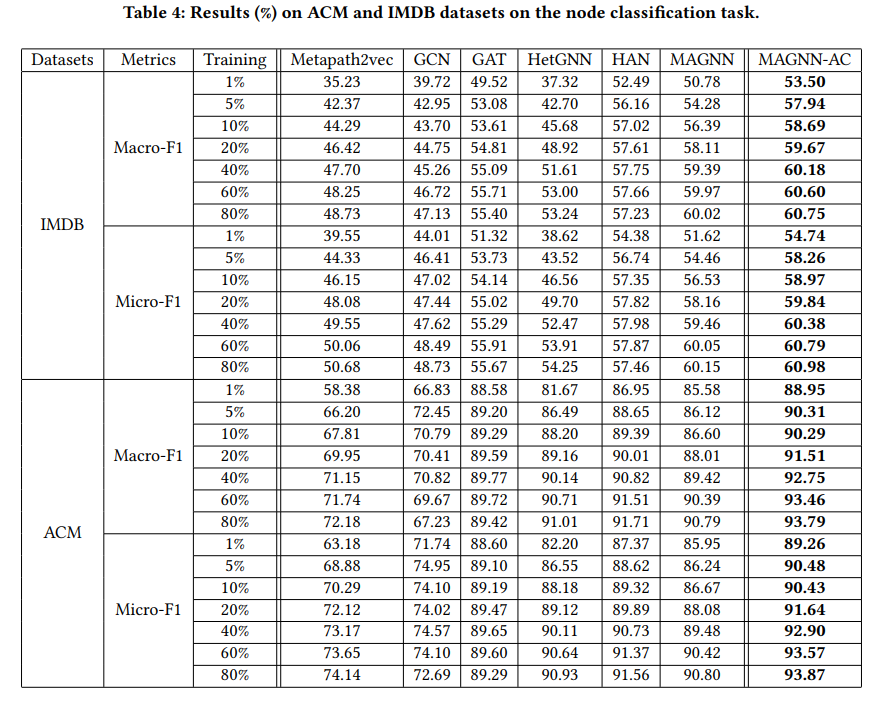 Table 4: Results (%) on ACM and IMDB datasets on the node classification task.
Datasets Metrics Training Metapath2vec GCN GAT HetGNN HAN MAGNN MAGNN-AC
IMDB Macro-F1 1% 35.23 39.72 49.52 37.32 52.49 50.78 53.50
5% 42.37 42.95 53.08 42.70 56.16 54.28 57.94
10% 44.29 43.70 53.61 45.68 57.02 56.39 58.69
20% 46.42 44.75 54.81 48.92 57.61 58.11 59.67
40% 47.70 45.26 55.09 51.61 57.75 59.39 60.18
60% 48.25 46.72 55.71 53.00 57.66 59.97 60.60
80% 48.73 47.13 55.40 53.24 57.23 60.02 60.75
Micro-F1 1% 39.55 44.01 51.32 38.62 54.38 51.62 54.74
5% 44.33 46.41 53.73 43.52 56.74 54.46 58.26
10% 46.15 47.02 54.14 46.56 57.35 56.53 58.97
20% 48.08 47.44 55.02 49.70 57.82 58.16 59.84
40% 49.55 47.62 55.29 52.47 57.98 59.46 60.38
60% 50.06 48.49 55.91 53.91 57.87 60.05 60.79
80% 50.68 48.73 55.67 54.25 57.46 60.15 60.98
ACM Macro-F1 1% 58.38 66.83 88.58 81.67 86.95 85.58 88.95
5% 66.20 72.45 89.20 86.49 88.65 86.12 90.31
10% 67.81 70.79 89.29 88.20 89.39 86.60 90.29
20% 69.95 70.41 89.59 89.16 90.01 88.01 91.51
40% 71.15 70.82 89.77 90.14 90.82 89.42 92.75
60% 71.74 69.67 89.72 90.71 91.51 90.39 93.46
80% 72.18 67.23 89.42 91.01 91.71 90.79 93.79
Micro-F1 1% 63.18 71.74 88.60 82.20 87.37 85.95 89.26
5% 68.88 74.95 89.10 86.55 88.62 86.24 90.48
10% 70.29 74.10 89.19 88.18 89.32 86.67 90.43
20% 72.12 74.02 89.47 89.12 89.89 88.08 91.64
40% 73.17 74.57 89.65 90.11 90.73 89.48 92.90
60% 73.65 74.10 89.60 90.64 91.37 90.42 93.57
80% 74.14 72.69 89.29 90.93 91.56 90.80 93.87